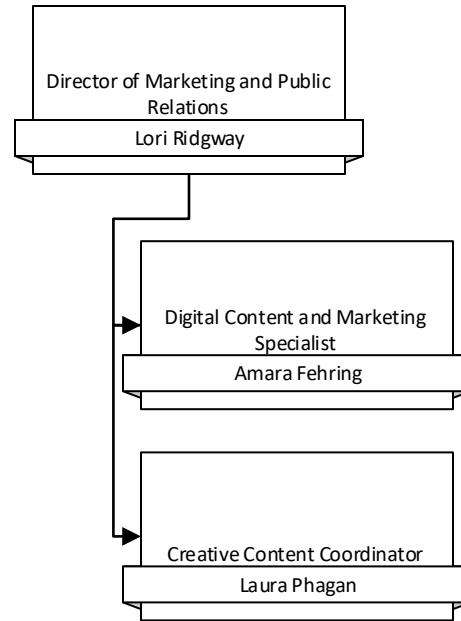 Director of Marketing and Public
Relations
Lori Ridgway
Digital Content and Marketing
Specialist
Amara Fehring
Creative Content Coordinator
Laura Phagan